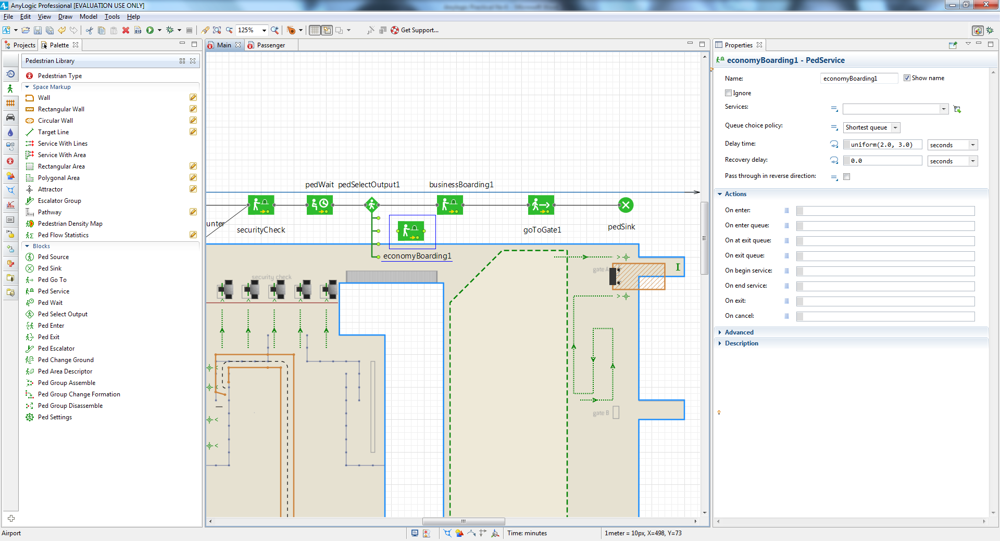 AnyLogic Professional [EVALUATION USE ONLY]
File Edit View Draw Model Tools Help
125% Get Support...
Projects Palette
Main Passenger
Properties
Pedestrian Library
Pedestrian Type
Space Markup
Wall
Rectangular Wall
Circular Wall
Target Line
Service With Lines
Service With Area
Rectangular Area
Polygonal Area
Attractor
Escalator Group
Pathway
Pedestrian Density Map
Ped Flow Statistics
Blocks
Ped Source
Ped Sink
Ped Go To
Ped Service
Ped Wait
Ped Select Output
Ped Enter
Ped Exit
Ped Escalator
Ped Change Ground
Ped Area Descriptor
Ped Group Assemble
Ped Group Change Formation
Ped Group Disassemble
Ped Settings
pedWait pedSelectOutput1 businessBoarding1
unter
securityCheck
goToGate1
pedSink
economyBoarding1
security check
gate A
gate B
economyBoarding1 - PedService
Name: economyBoarding1 Show name
Ignore
Services:
Queue choice policy: Shortest queue
Delay time: uniform(2.0, 3.0) seconds
Recovery delay: 0.0 seconds
Pass through in reverse direction:
Actions
On enter:
On enter queue:
On at exit queue:
On exit queue:
On begin service:
On end service:
On exit:
On cancel:
Advanced
Description
Airport
Time: minutes
1meter = 10px, X=498, Y=73